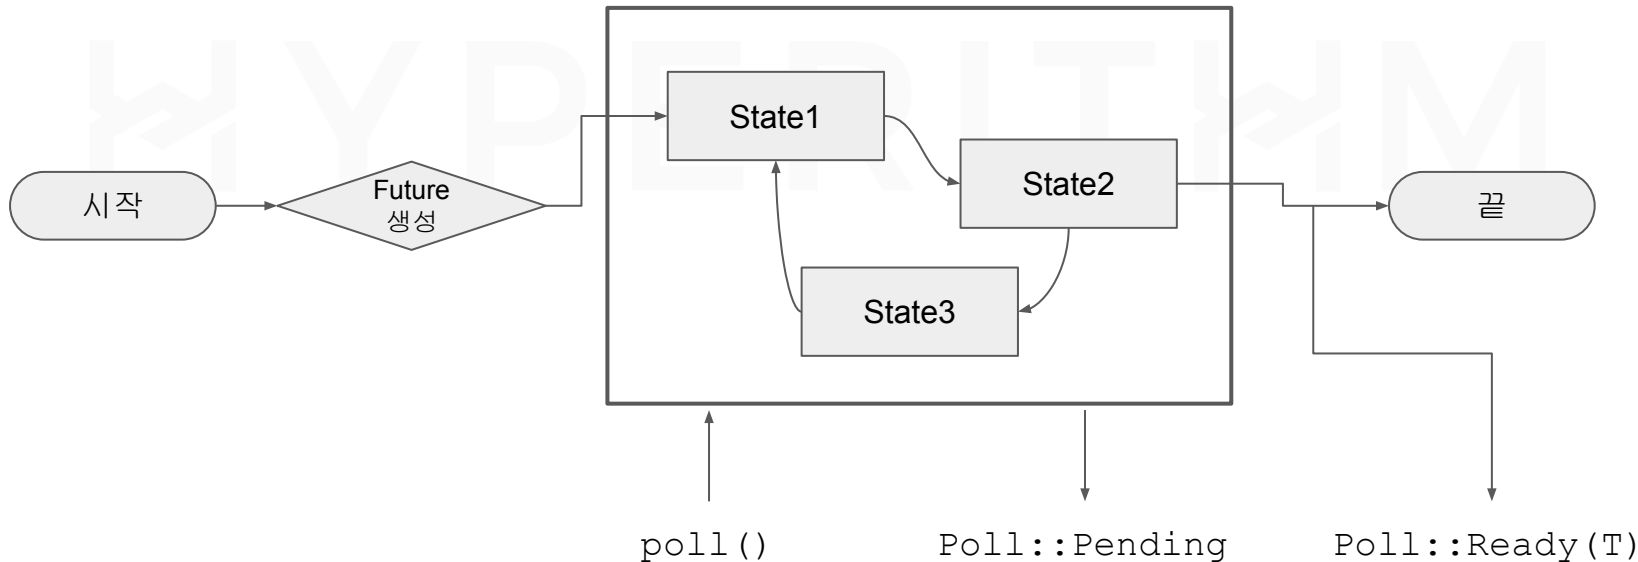 HYPERITHM
State1
State2
시작
Future
생성
끝
State3
poll()
Poll::Pending
Poll::Ready(T)